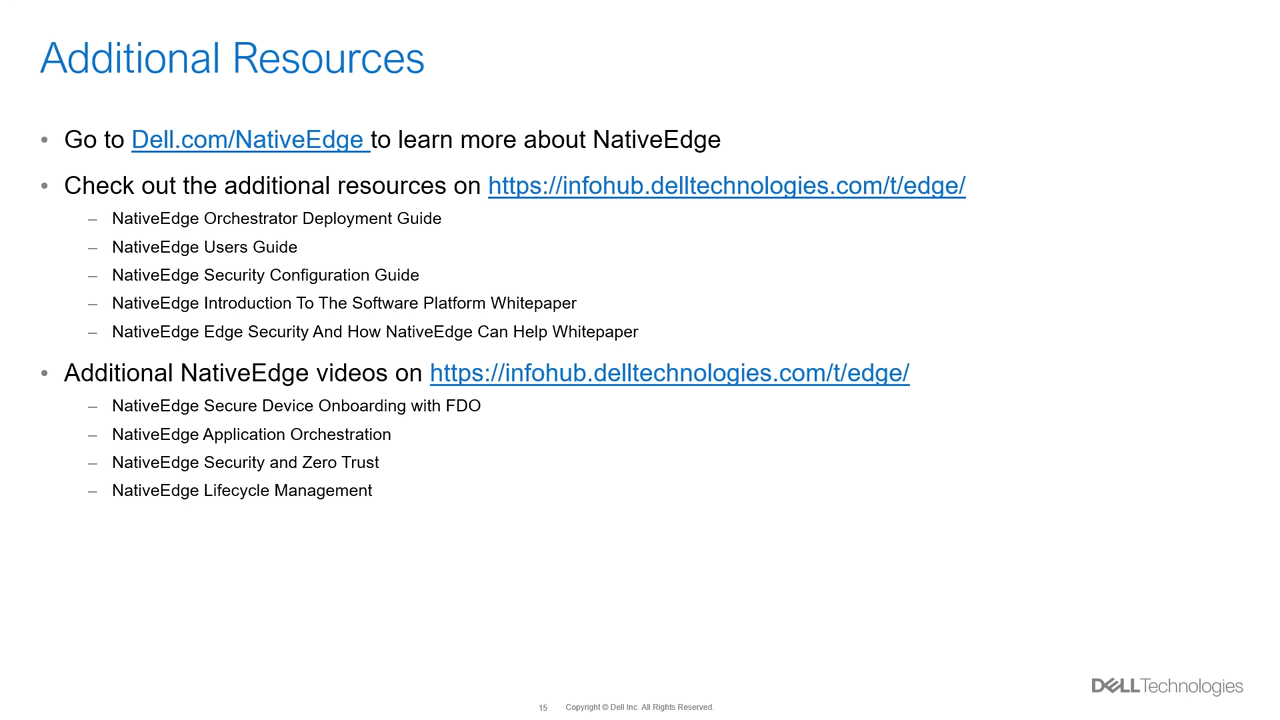 Additional Resources
• Go to Dell.com/NativeEdge to learn more about NativeEdge
• Check out the additional resources on https://infohub.delltechnologies.com/t/edge/
– NativeEdge Orchestrator Deployment Guide
– NativeEdge Users Guide
– NativeEdge Security Configuration Guide
– NativeEdge Introduction To The Software Platform Whitepaper
– NativeEdge Edge Security And How NativeEdge Can Help Whitepaper
• Additional NativeEdge videos on https://infohub.delltechnologies.com/t/edge/
– NativeEdge Secure Device Onboarding with FDO
– NativeEdge Application Orchestration
– NativeEdge Security and Zero Trust
– NativeEdge Lifecycle Management
DELLTechnologies
15 Copyright © Dell Inc. All Rights Reserved.